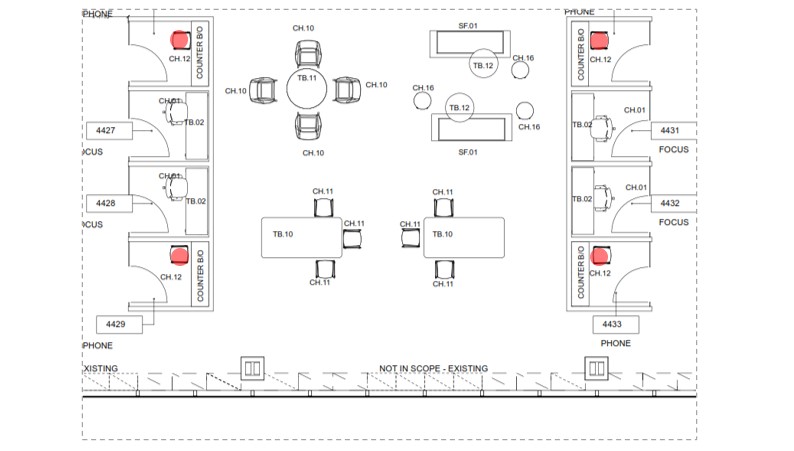 PHONE
PHONE
SF.01
CH.10
COUNTER B/O
CH.12
TB.11
CH.10
CH.10
CH.10
TB.12
CH.16
CH.16
TB.12
CH.16
SF.01
COUNTER B/O
CH.12
CH.01
TB.02
4427
OCUS
CH.01
TB.02
4428
OCUS
TB.02
CH.01
4431
FOCUS
TB.02
CH.01
4432
FOCUS
CH.11
TB.10
CH.11
CH.11
CH.11
CH.11
TB.10
CH.11
CH.12
COUNTER B/O
4429
PHONE
COUNTER B/O
CH.12
4433
PHONE
XISTING
NOT IN SCOPE - EXISTING